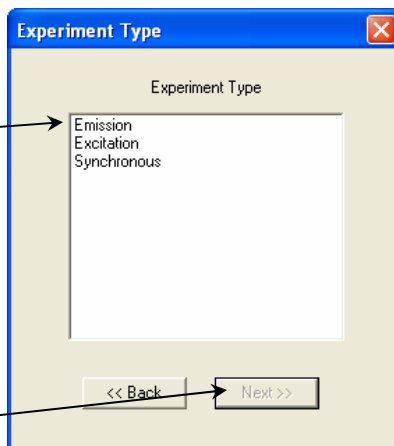 Experiment Type
Experiment Type
Emission
Excitation
Synchronous
<< Back
Next >>